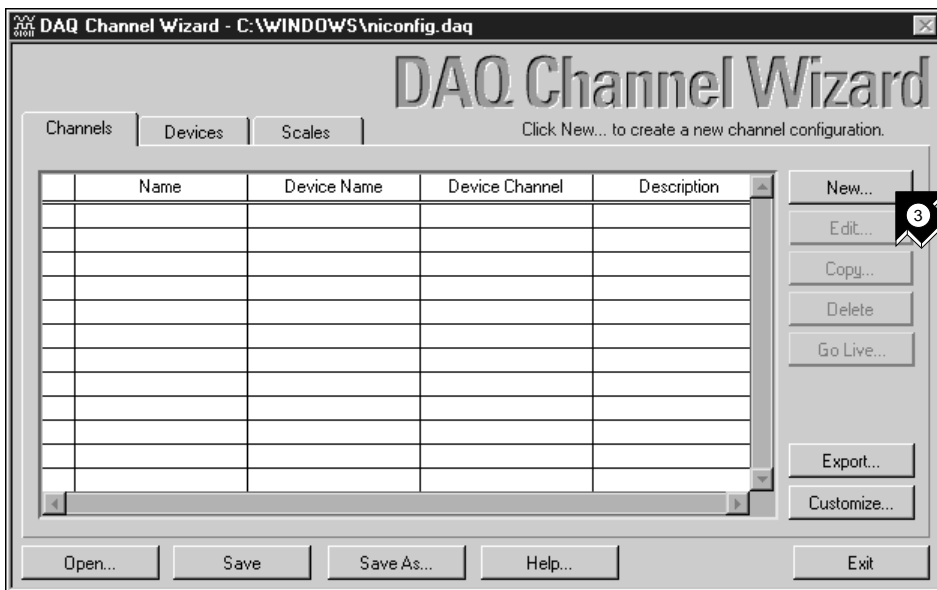 DAQ Channel Wizard - C:\WINDOWS\niconfig.daq
DAQ Channel Wizard
Channels Devices Scales
Click New... to create a new channel configuration.
Name Device Name Device Channel Description
New...
3
Edit...
Copy...
Delete
Go Live...
Export...
Customize...
Open... Save Save As... Help... Exit